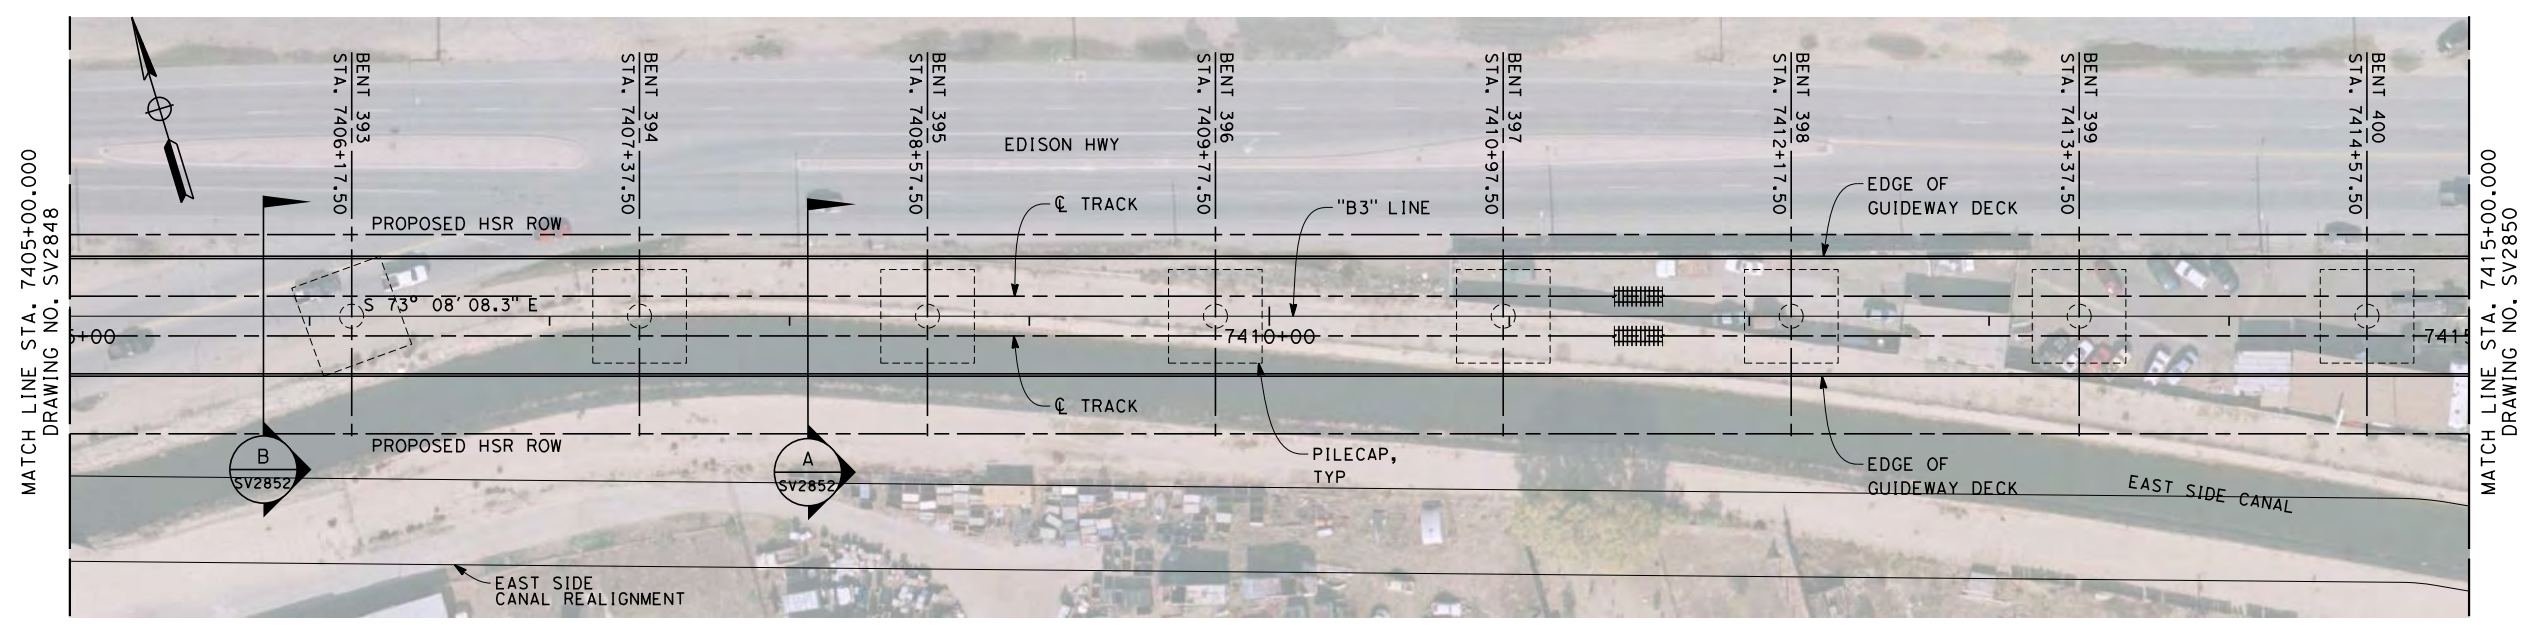 MATCH LINE STA. 7405+00.000
DRAWING NO. SV2848
BENT 393
STA. 7406+17.50
BENT 394
STA. 7407+37.50
BENT 395
STA. 7408+57.50
BENT 396
STA. 7409+77.50
BENT 397
STA. 7410+97.50
BENT 398
STA. 7412+17.50
BENT 399
STA. 7413+37.50
BENT 400
STA. 7414+57.50
EDISON HWY
PROPOSED HSR ROW
℄ TRACK
"B3" LINE
EDGE OF
GUIDEWAY DECK
S 73° 08' 08.3" E
+00
7410+00
7415
℄ TRACK
PROPOSED HSR ROW
B
SV2852
A
SV2852
PILECAP,
TYP
EDGE OF
GUIDEWAY DECK
EAST SIDE CANAL
EAST SIDE
CANAL REALIGNMENT
MATCH LINE STA. 7415+00.000
DRAWING NO. SV2850